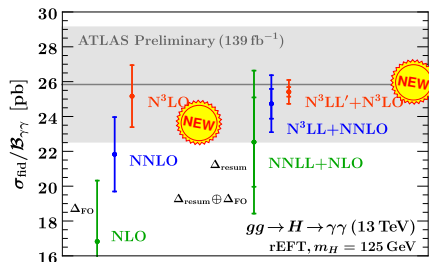 30
28
26
24
22
20
18
16
σ_fid/ℬ_γγ [pb]
ATLAS Preliminary (139 fb⁻¹)
N³LO
N³LL′+N³LO
NEW
NEW
N³LL+NNLO
NNLO
Δ_resum
NNLL+NLO
Δ_FO
Δ_resum ⊕ Δ_FO
NLO
gg → H → γγ (13 TeV)
rEFT, m_H = 125 GeV